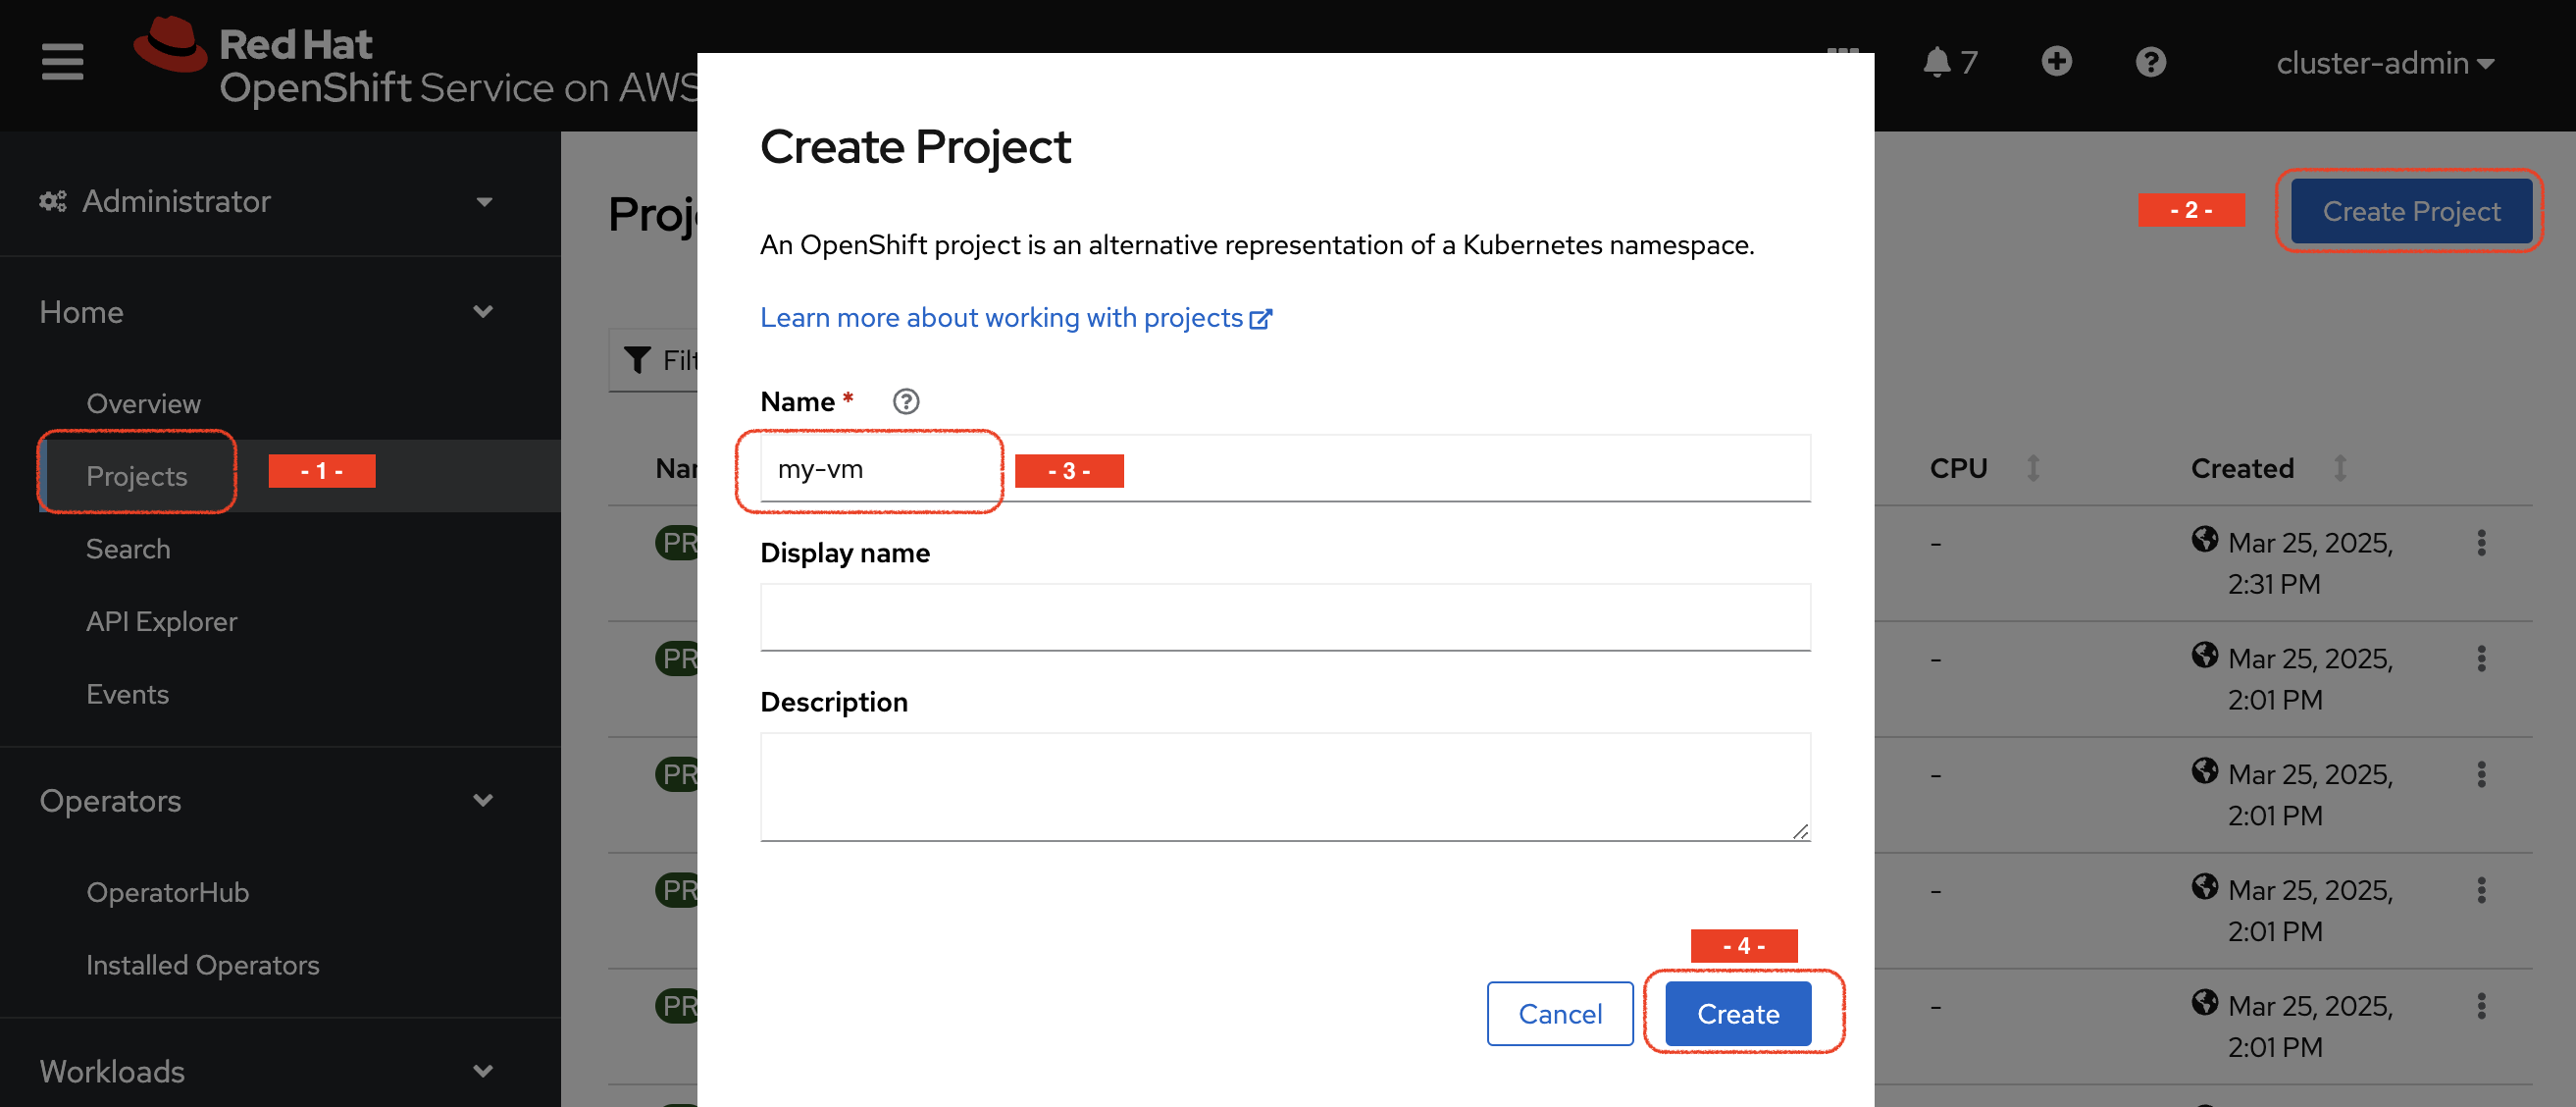 Red Hat
OpenShift Service on AWS
7
cluster-admin
Administrator
Home
Overview
Projects
- 1 -
Search
API Explorer
Events
Operators
OperatorHub
Installed Operators
Workloads
- 2 -
Create Project
Create Project
An OpenShift project is an alternative representation of a Kubernetes namespace.
Learn more about working with projects
Name *
my-vm
- 3 -
Display name
Description
- 4 -
Cancel
Create
CPU
Created
PR
-
Mar 25, 2025,
2:31 PM
PR
-
Mar 25, 2025,
2:01 PM
PR
-
Mar 25, 2025,
2:01 PM
PR
-
Mar 25, 2025,
2:01 PM
PR
-
Mar 25, 2025,
2:01 PM